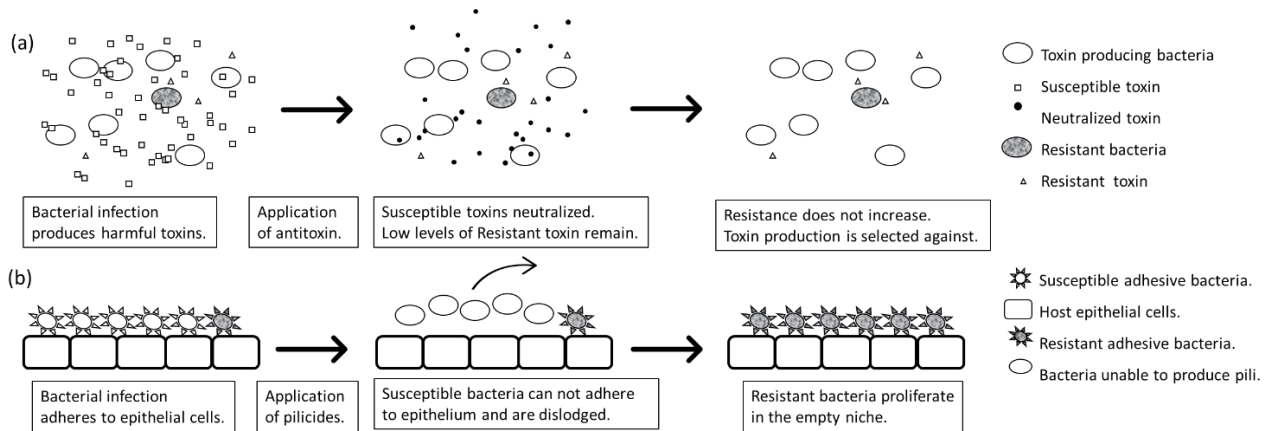 (a)
Toxin producing bacteria
Susceptible toxin
Neutralized toxin
Resistant bacteria
Resistant toxin
Bacterial infection
produces harmful toxins.
Application
of antitoxin.
Susceptible toxins neutralized.
Low levels of Resistant toxin remain.
Resistance does not increase.
Toxin production is selected against.
(b)
Susceptible adhesive bacteria.
Host epithelial cells.
Resistant adhesive bacteria.
Bacteria unable to produce pili.
Bacterial infection
adheres to epithelial cells.
Application
of pilicides.
Susceptible bacteria can not adhere
to epithelium and are dislodged.
Resistant bacteria proliferate
in the empty niche.